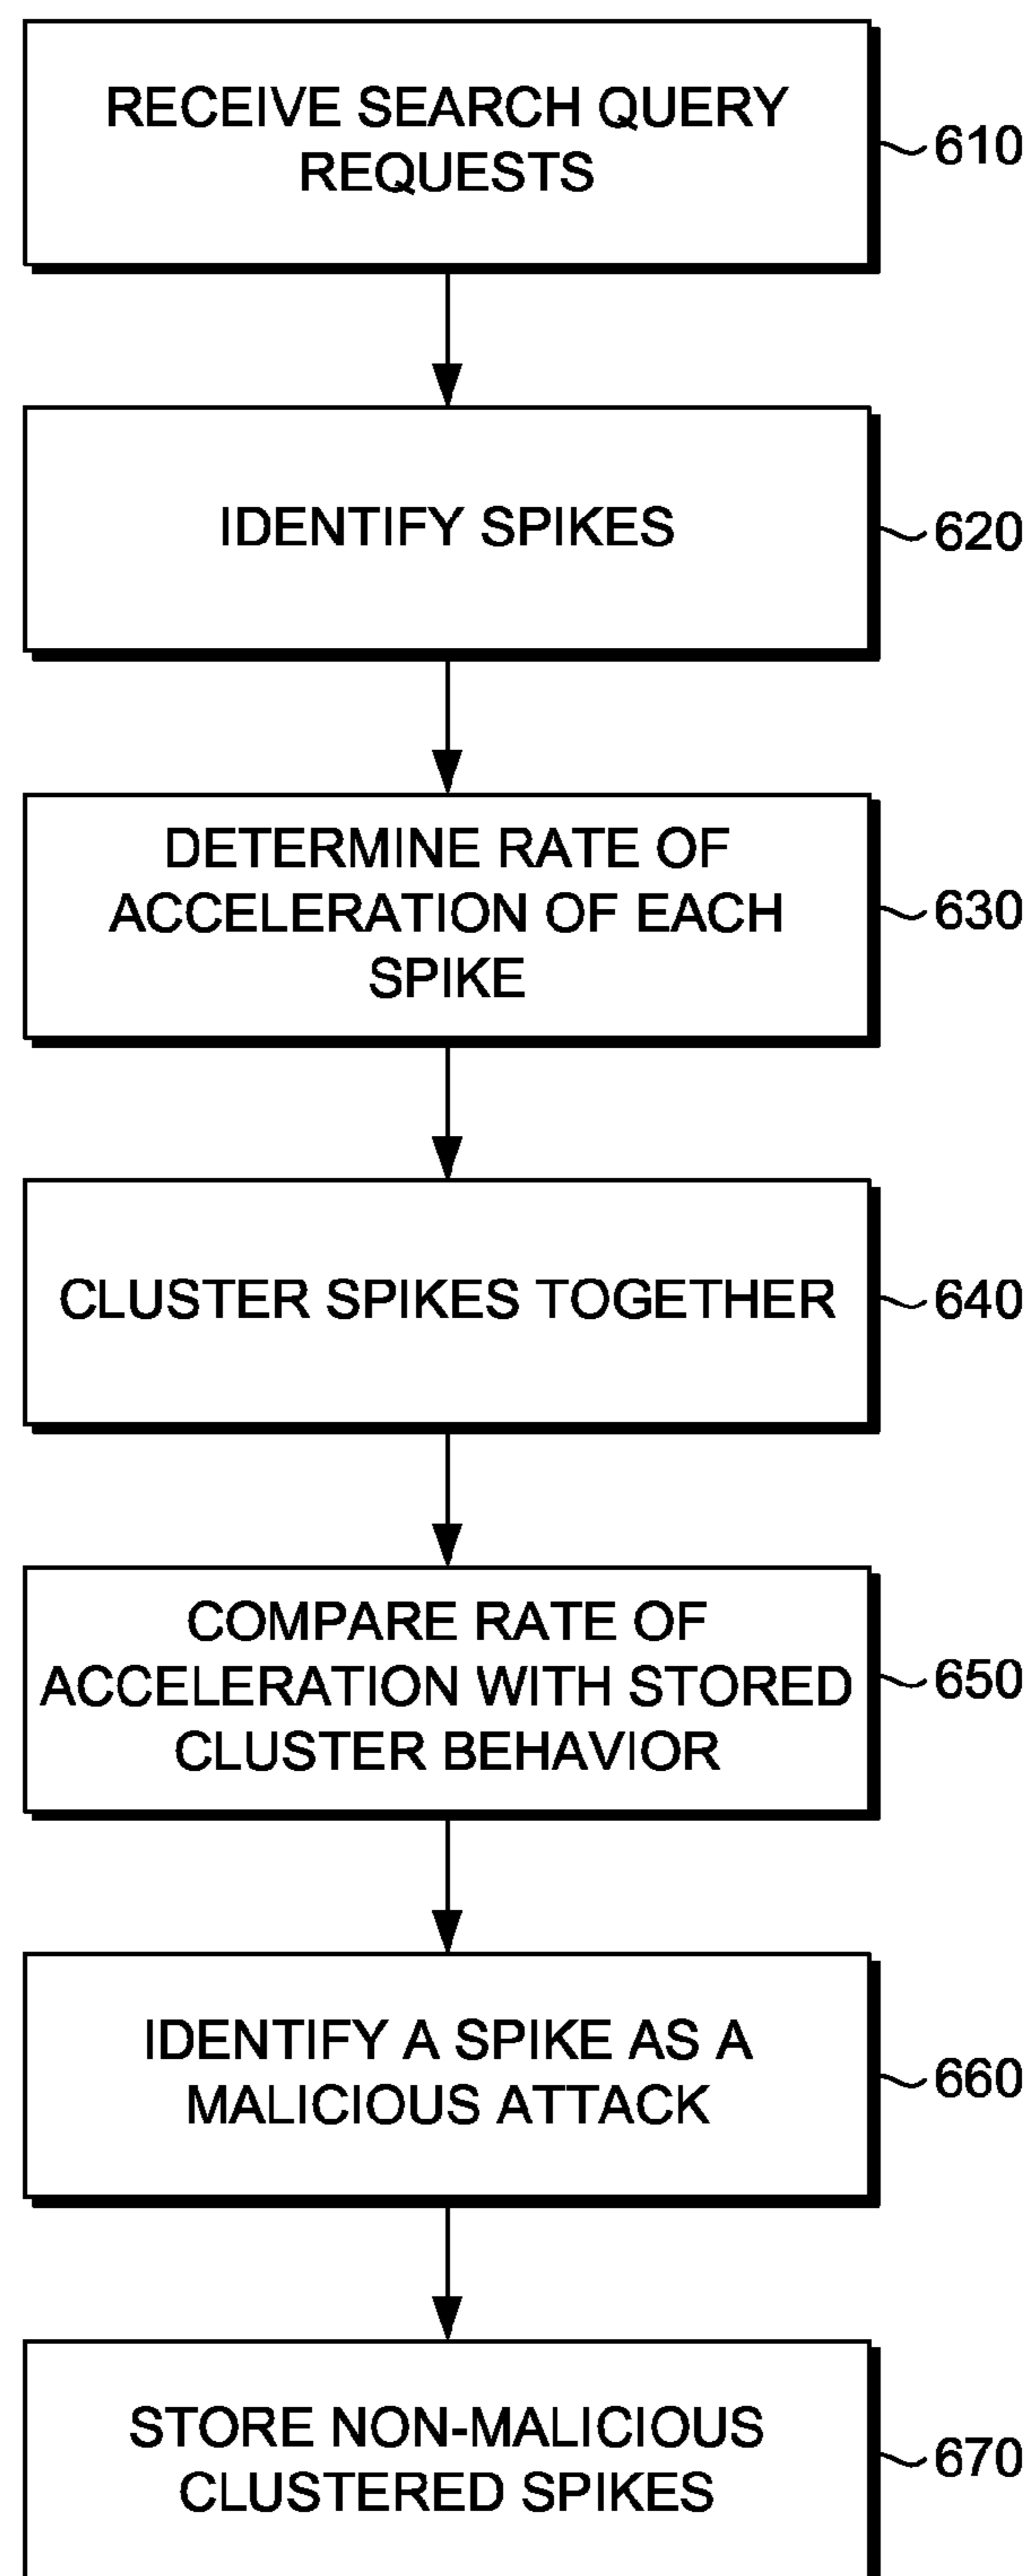 RECEIVE SEARCH QUERY
REQUESTS
610
IDENTIFY SPIKES
620
DETERMINE RATE OF
ACCELERATION OF EACH
SPIKE
630
CLUSTER SPIKES TOGETHER
640
COMPARE RATE OF
ACCELERATION WITH STORED
CLUSTER BEHAVIOR
650
IDENTIFY A SPIKE AS A
MALICIOUS ATTACK
660
STORE NON-MALICIOUS
CLUSTERED SPIKES
670